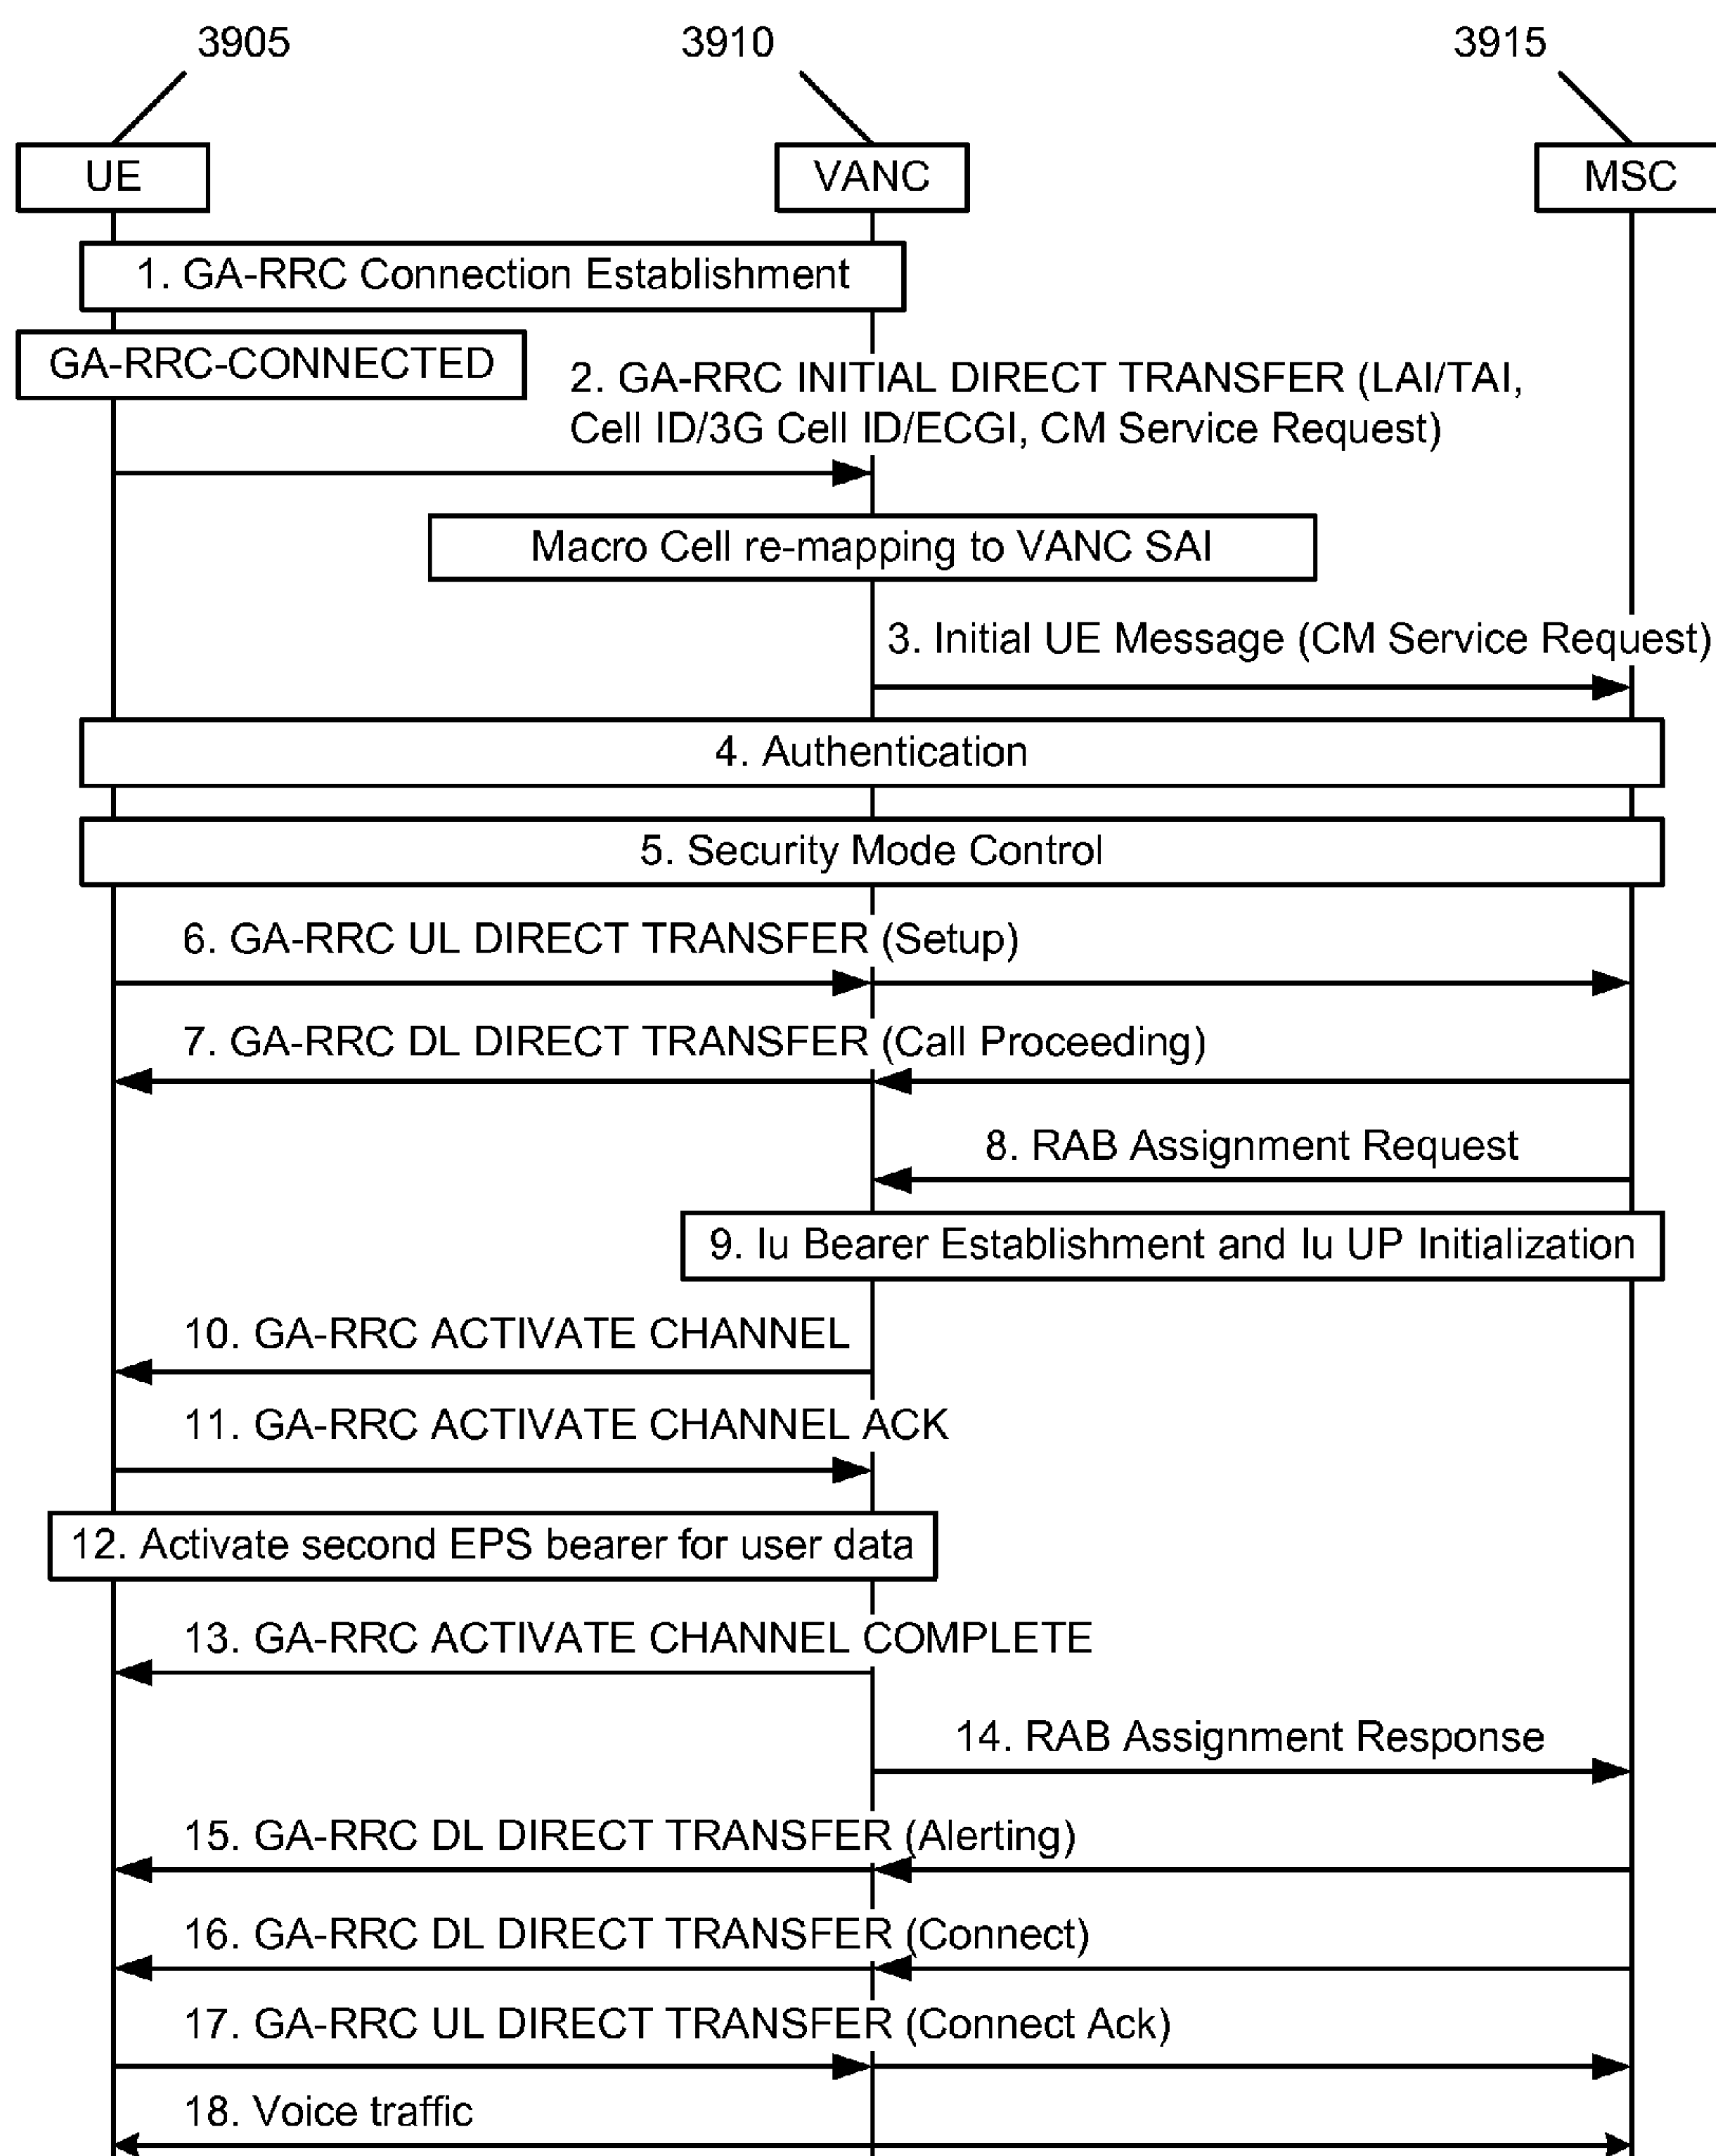 3905
3910
3915
UE
VANC
MSC
1. GA-RRC Connection Establishment
GA-RRC-CONNECTED
2. GA-RRC INITIAL DIRECT TRANSFER (LAI/TAI,
Cell ID/3G Cell ID/ECGI, CM Service Request)
Macro Cell re-mapping to VANC SAI
3. Initial UE Message (CM Service Request)
4. Authentication
5. Security Mode Control
6. GA-RRC UL DIRECT TRANSFER (Setup)
7. GA-RRC DL DIRECT TRANSFER (Call Proceeding)
8. RAB Assignment Request
9. Iu Bearer Establishment and Iu UP Initialization
10. GA-RRC ACTIVATE CHANNEL
11. GA-RRC ACTIVATE CHANNEL ACK
12. Activate second EPS bearer for user data
13. GA-RRC ACTIVATE CHANNEL COMPLETE
14. RAB Assignment Response
15. GA-RRC DL DIRECT TRANSFER (Alerting)
16. GA-RRC DL DIRECT TRANSFER (Connect)
17. GA-RRC UL DIRECT TRANSFER (Connect Ack)
18. Voice traffic